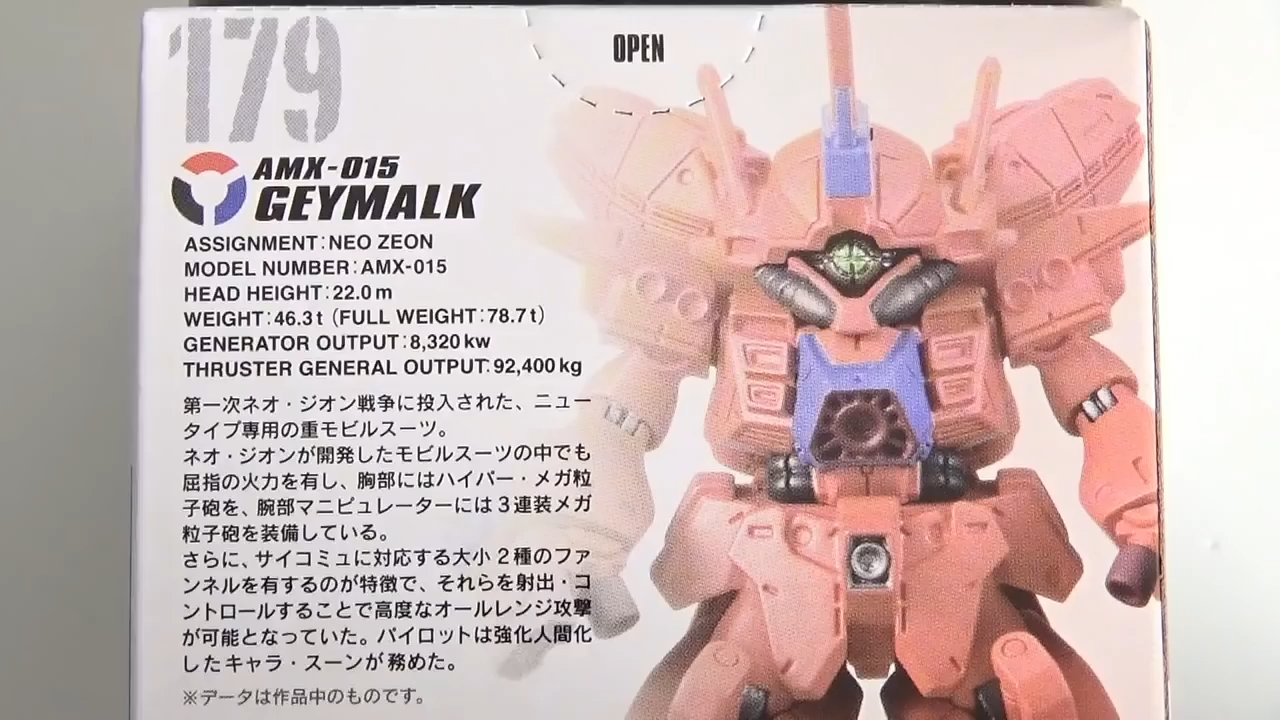 OPEN
179
AMX-015
GEYMALK
ASSIGNMENT:NEO ZEON
MODEL NUMBER:AMX-015
HEAD HEIGHT:22.0m
WEIGHT:46.3t (FULL WEIGHT:78.7t)
GENERATOR OUTPUT:8,320kw
THRUSTER GENERAL OUTPUT:92,400kg
第一次ネオ・ジオン戦争に投入された、ニュー
タイプ専用の重モビルスーツ。
ネオ・ジオンが開発したモビルスーツの中でも
屈指の火力を有し、胸部にはハイパー・メガ粒
子砲を、腕部マニピュレーターには3連装メガ
粒子砲を装備している。
さらに、サイコミュに対応する大小2種のファ
ンネルを有するのが特徴で、それらを射出・コ
ントロールすることで高度なオールレンジ攻撃
が可能となっていた。パイロットは強化人間化
したキャラ・スーンが務めた。
※データは作品中のものです。